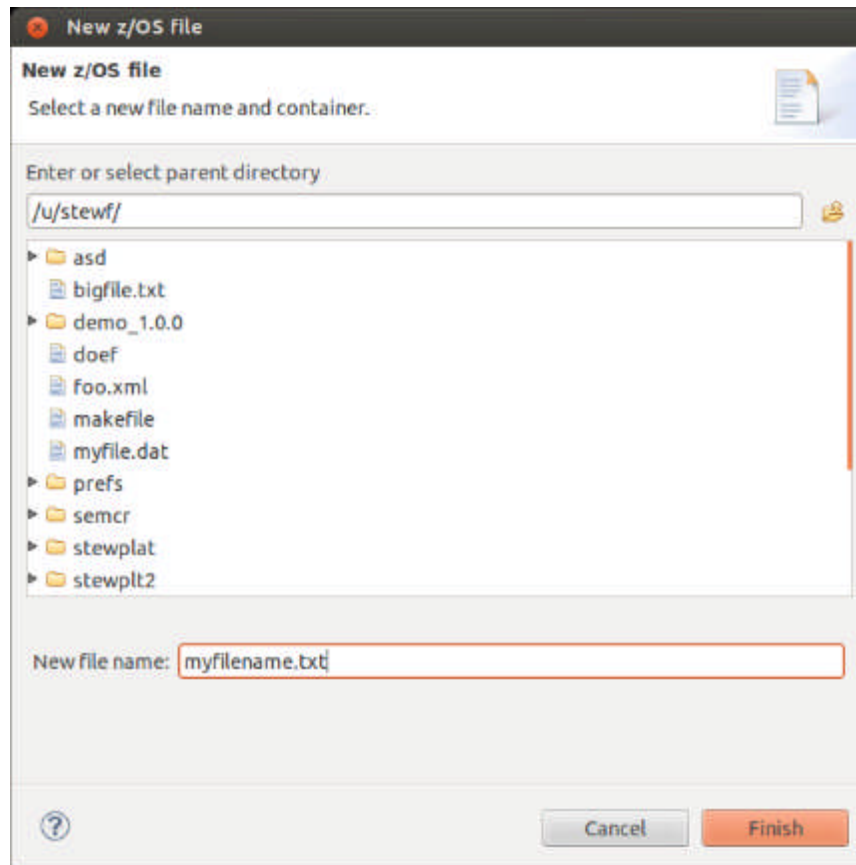 New z/OS file
New z/OS file
Select a new file name and container.
Enter or select parent directory
/u/stewf/
asd
bigfile.txt
demo_1.0.0
doef
foo.xml
makefile
myfile.dat
prefs
semcr
stewplat
stewplt2
New file name: myfilename.txt
? Cancel Finish